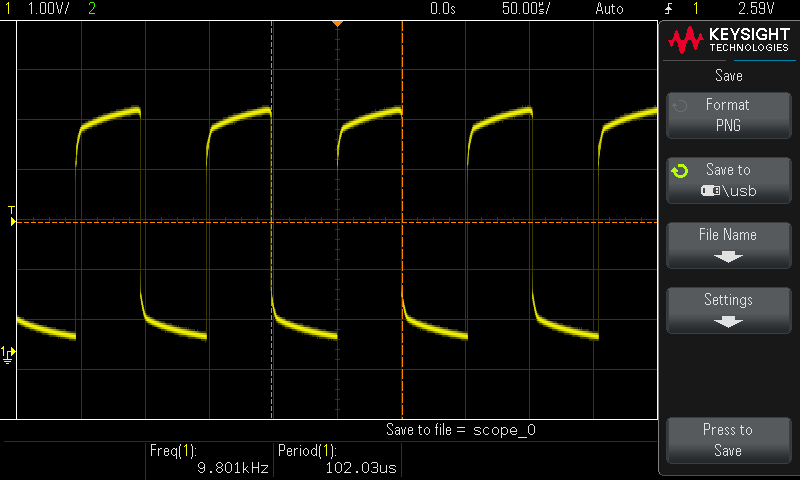 1 1.00V/ 2 0.0s 50.00us/ Auto 1 2.59V
KEYSIGHT
TECHNOLOGIES
Save
Format
PNG
Save to
\usb
File Name
Settings
T
1
Save to file = scope_0
Press to
Save
Freq(1): Period(1):
9.801kHz 102.03us